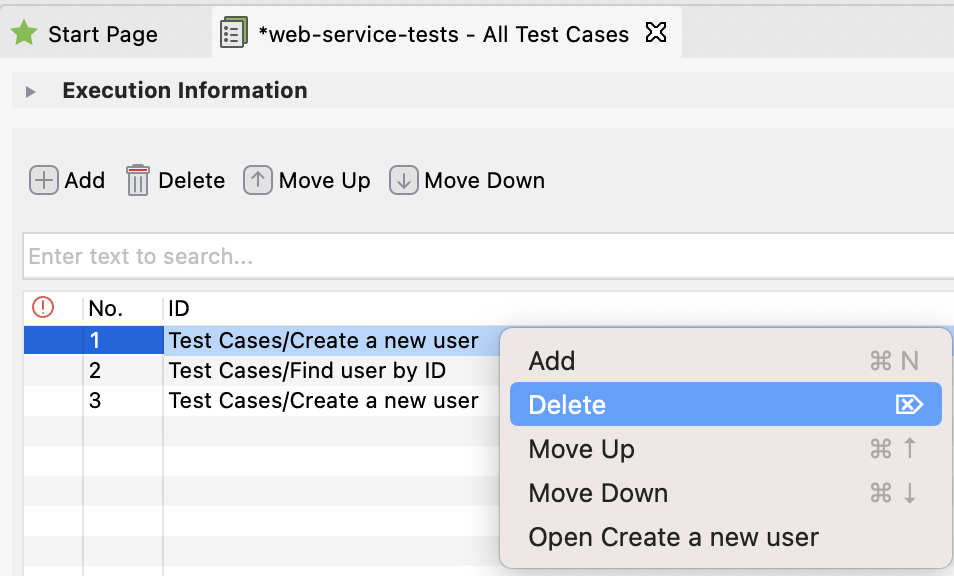 Start Page
*web-service-tests - All Test Cases
Execution Information
Add Delete Move Up Move Down
Enter text to search...
No. ID
1 Test Cases/Create a new user
2 Test Cases/Find user by ID
3 Test Cases/Create a new user
Add ⌘ N
Delete ⌦
Move Up ⌘ ↑
Move Down ⌘ ↓
Open Create a new user